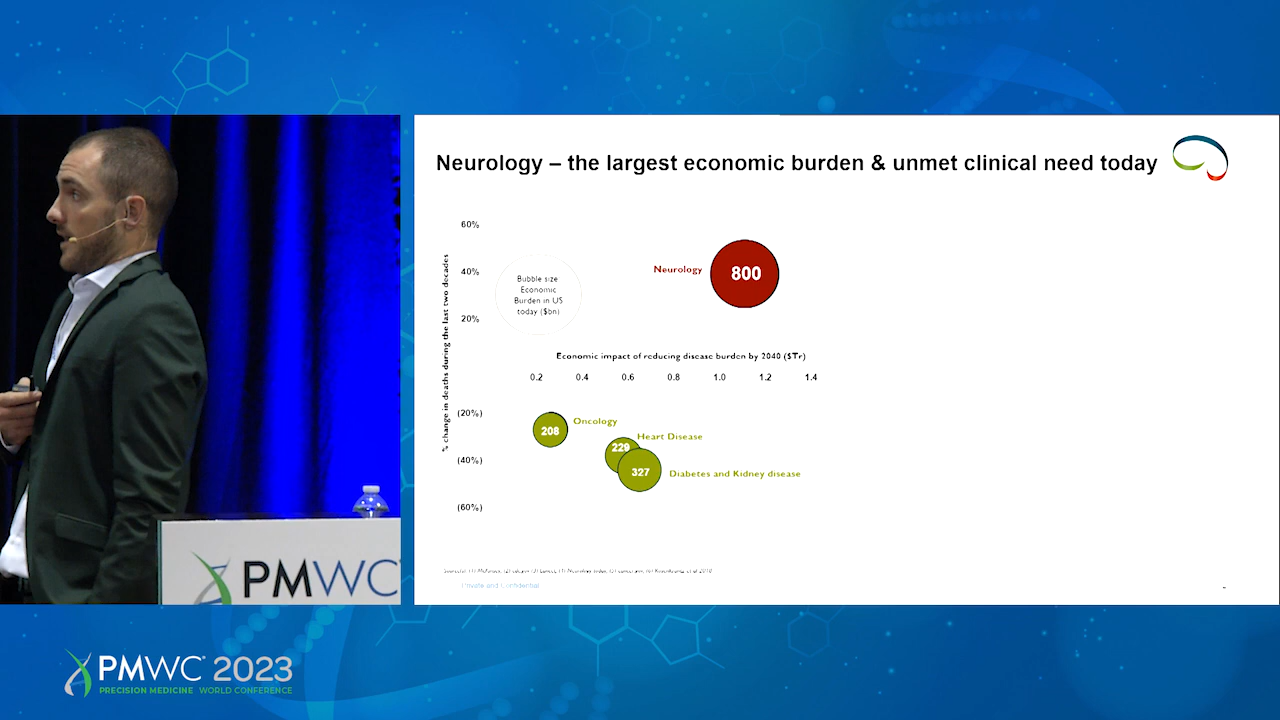 Neurology – the largest economic burden & unmet clinical need today
60%
40%
20%
(20%)
(40%)
(60%)
% change in deaths during the last two decades
Bubble size
Economic
Burden in US
today ($bn)
Neurology
800
Economic impact of reducing disease burden by 2040 ($Tr)
0.2 0.4 0.6 0.8 1.0 1.2 1.4
208
Oncology
229
Heart Disease
327
Diabetes and Kidney disease
Private and Confidential
PMWC
PMWC 2023
PRECISION MEDICINE WORLD CONFERENCE